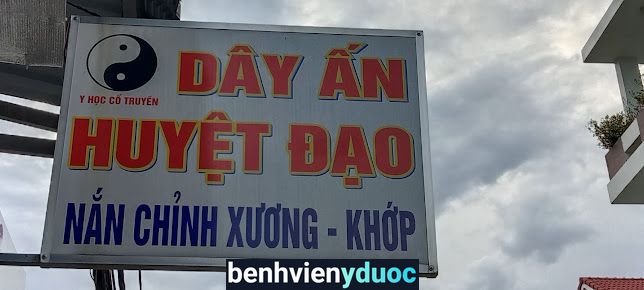 DÂY ẤN
Y HỌC CỔ TRUYỀN
HUYỆT ĐẠO
NẮN CHỈNH XƯƠNG - KHỚP
benhvienyduoc